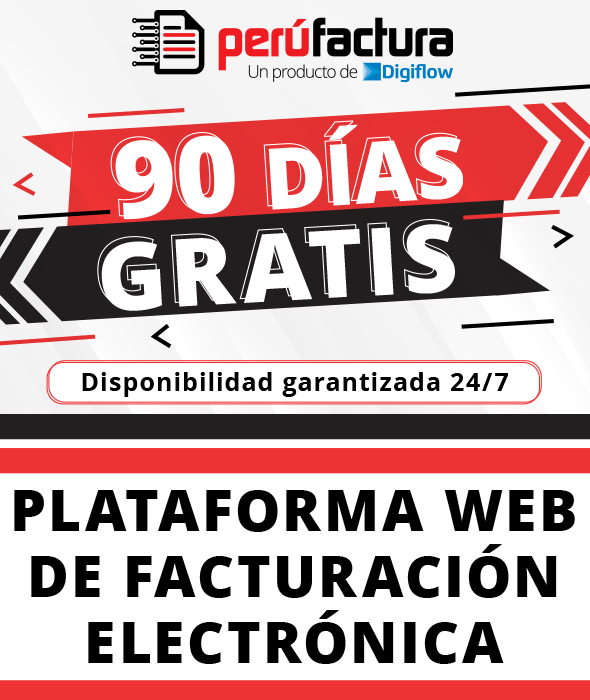 perúfactura
Un producto de Digiflow
90 DÍAS
GRATIS
Disponibilidad garantizada 24/7
PLATAFORMA WEB
DE FACTURACIÓN
ELECTRÓNICA